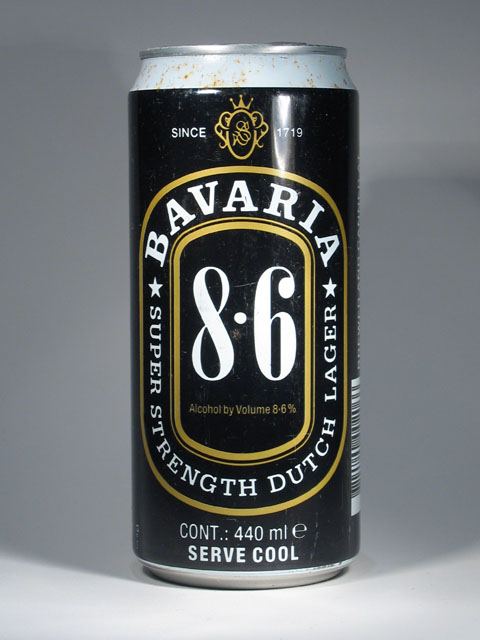 SINCE 1719
BAVARIA
8·6
Alcohol by Volume 8·6%
★ SUPER STRENGTH DUTCH LAGER ★
CONT.: 440 ml ℮
SERVE COOL